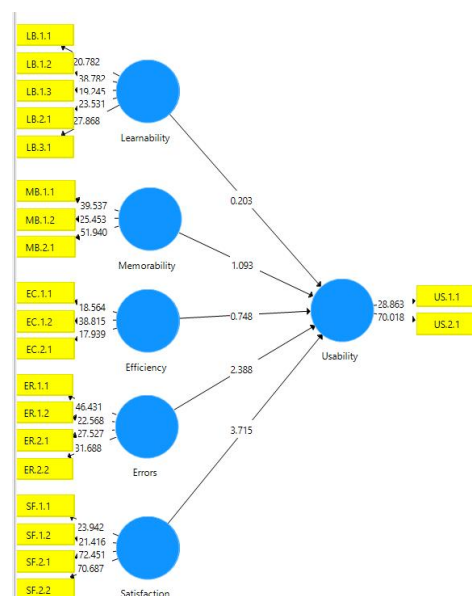 LB.1.1
LB.1.2
LB.1.3
LB.2.1
LB.3.1
20.782
38.782
19.245
23.531
27.868
Learnability
0.203
MB.1.1
MB.1.2
MB.2.1
39.537
25.453
51.940
Memorability
1.093
EC.1.1
EC.1.2
EC.2.1
18.564
38.815
17.939
Efficiency
0.748
ER.1.1
ER.1.2
ER.2.1
ER.2.2
46.431
22.568
27.527
31.688
Errors
2.388
SF.1.1
SF.1.2
SF.2.1
SF.2.2
23.942
21.416
72.451
70.687
Satisfaction
3.715
Usability
28.863
70.018
US.1.1
US.2.1